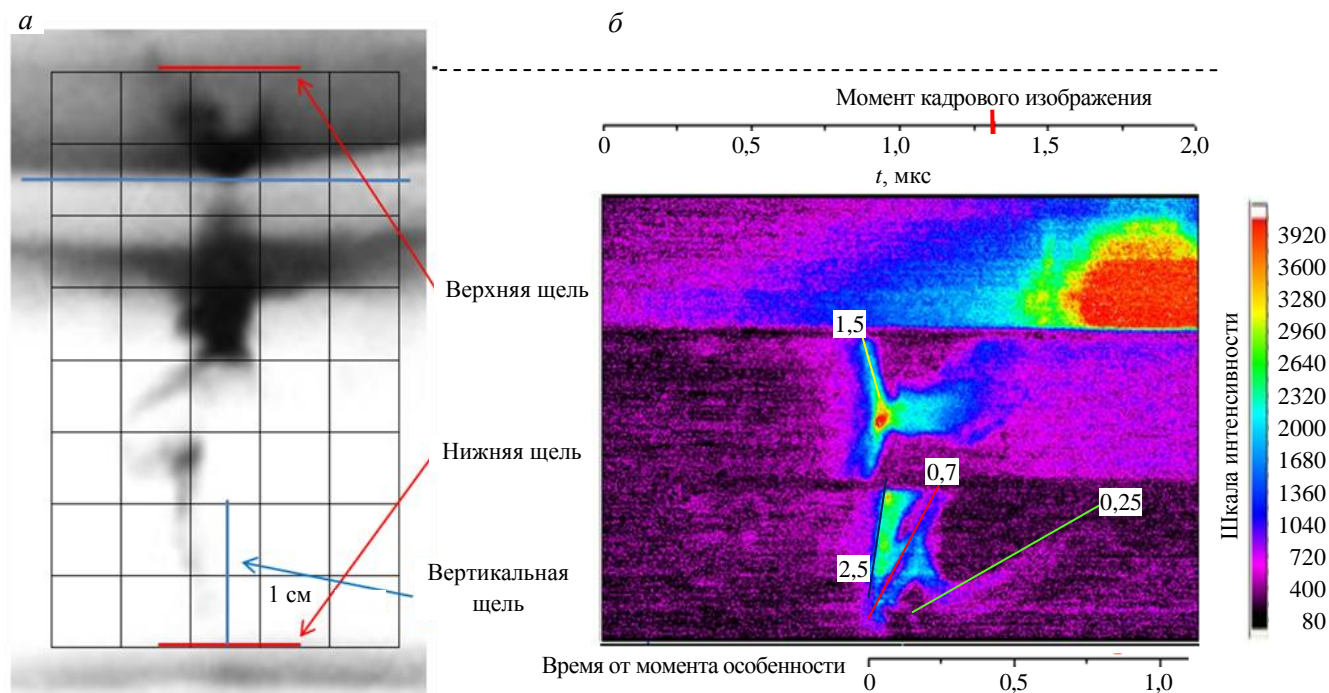 а
б
Момент кадрового изображения
0 0,5 1,0 1,5 2,0
t, мкс
Верхняя щель
Нижняя щель
Вертикальная
щель
1 см
1,5
0,7
0,25
2,5
Шкала интенсивности
3920
3600
3280
2960
2640
2320
2000
1680
1360
1040
720
400
80
Время от момента особенности
0 0,5 1,0